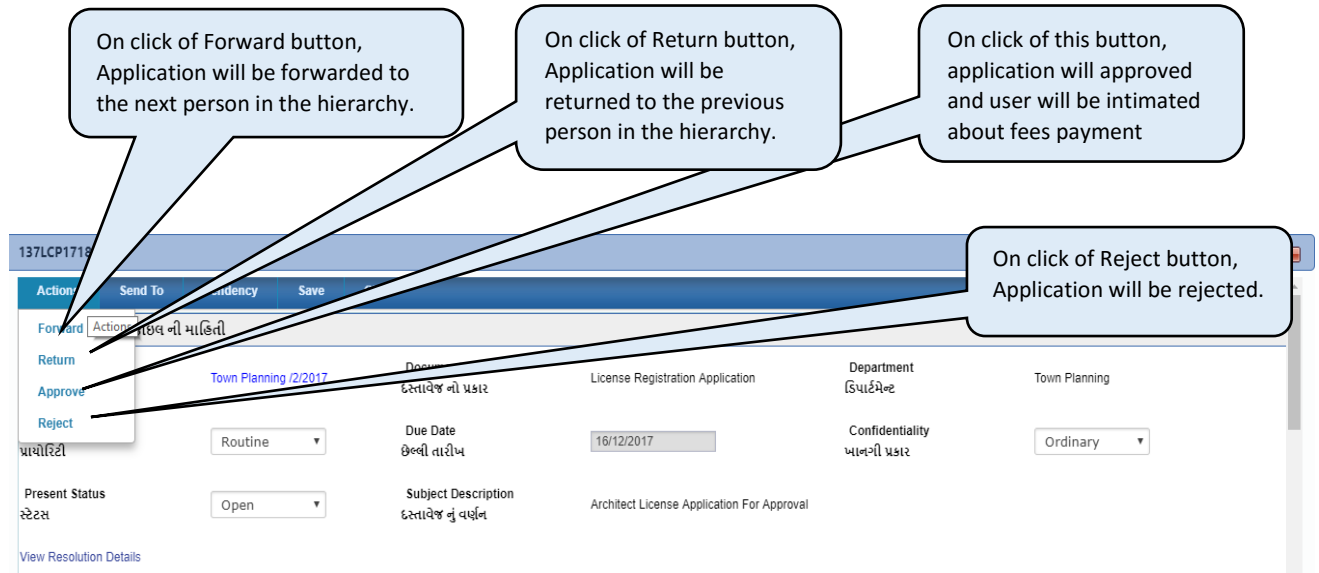 On click of Forward button,
Application will be forwarded to
the next person in the hierarchy.
On click of Return button,
Application will be
returned to the previous
person in the hierarchy.
On click of this button,
application will approved
and user will be intimated
about fees payment
On click of Reject button,
Application will be rejected.
137LCP1718
Actions Send To Save
Forward Actions ની માહિતી
Return
Approve
Reject
Town Planning /2/2017
દસ્તાવેજ નો પ્રકાર
License Registration Application
Department
ડિપાર્ટમેન્ટ
Town Planning
પ્રાયોરિટી
Routine
Due Date
છેલ્લી તારીખ
16/12/2017
Confidentiality
ખાનગી પ્રકાર
Ordinary
Present Status
સ્ટેટસ
Open
Subject Description
દસ્તાવેજ નું વર્ણન
Architect License Application For Approval
View Resolution Details